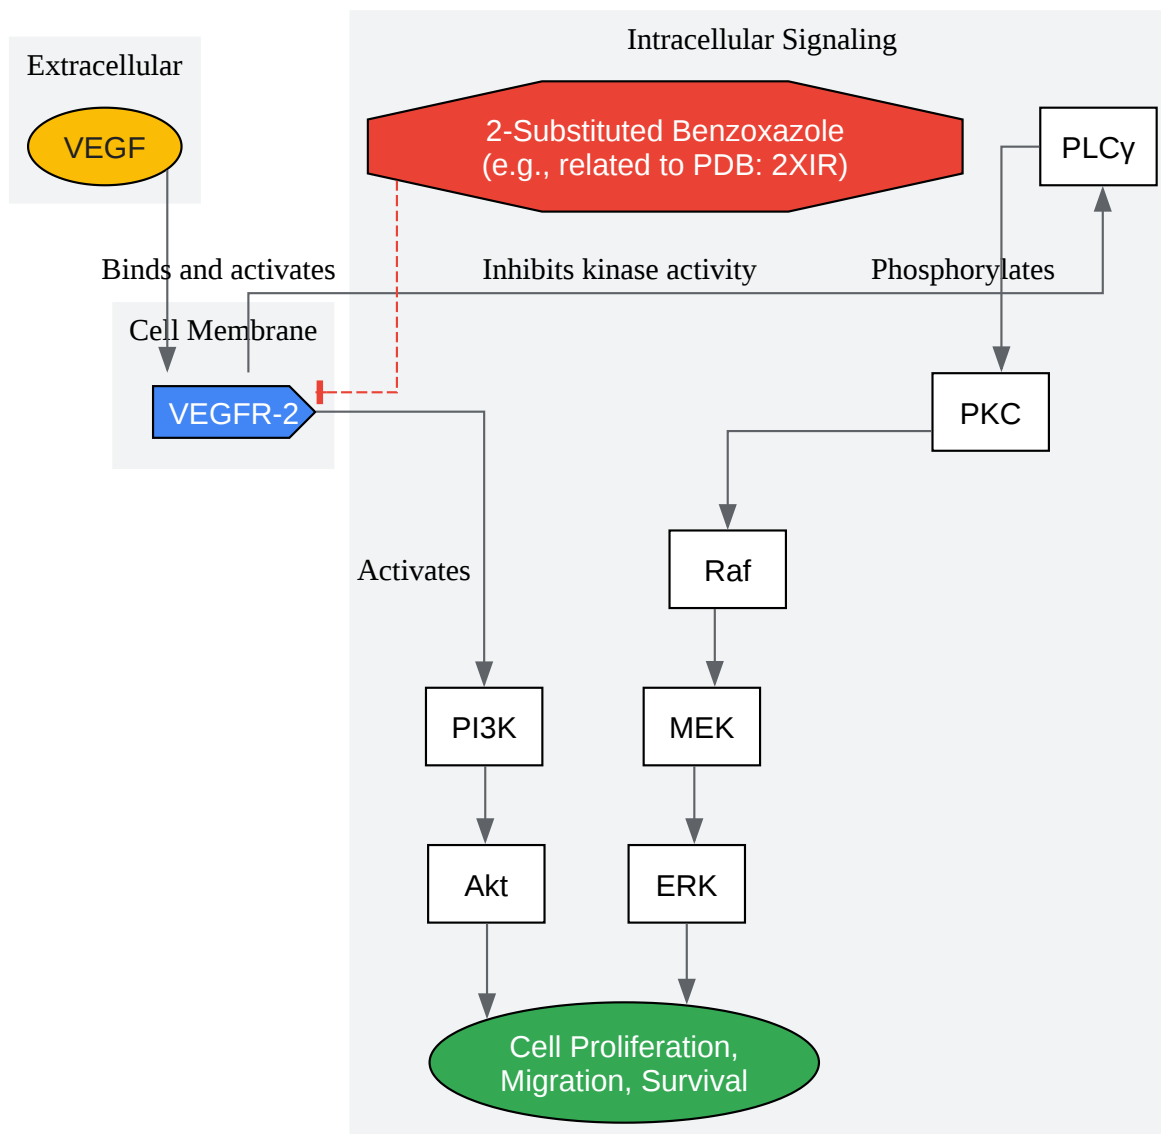 Intracellular Signaling
Extracellular
VEGF
2-Substituted Benzoxazole
(e.g., related to PDB: 2XIR)
PLCγ
Binds and activates
Inhibits kinase activity
Phosphorylates
Cell Membrane
VEGFR-2
PKC
Raf
Activates
PI3K
MEK
Akt
ERK
Cell Proliferation,
Migration, Survival